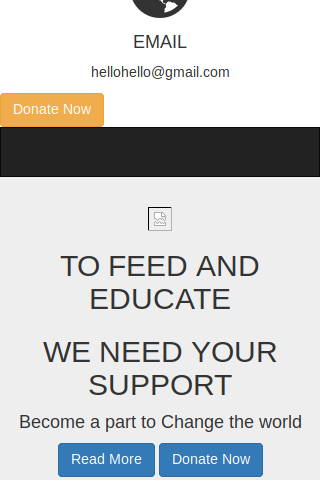 EMAIL
hellohello@gmail.com
Donate Now
TO FEED AND
EDUCATE
WE NEED YOUR
SUPPORT
Become a part to Change the world
Read More Donate Now